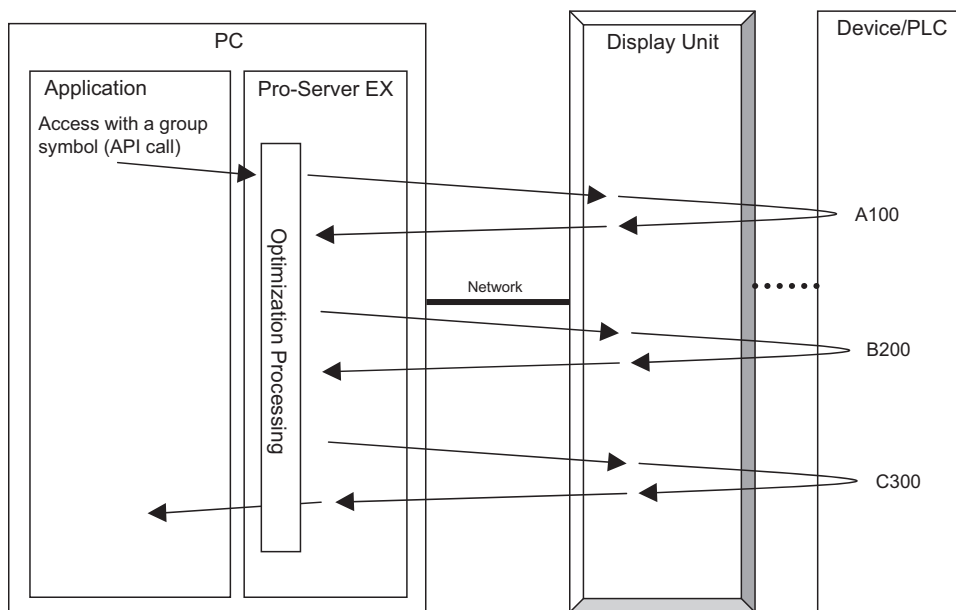 PC
Display Unit
Device/PLC
Application
Pro-Server EX
Access with a group
symbol (API call)
Optimization Processing
Network
A100
B200
C300